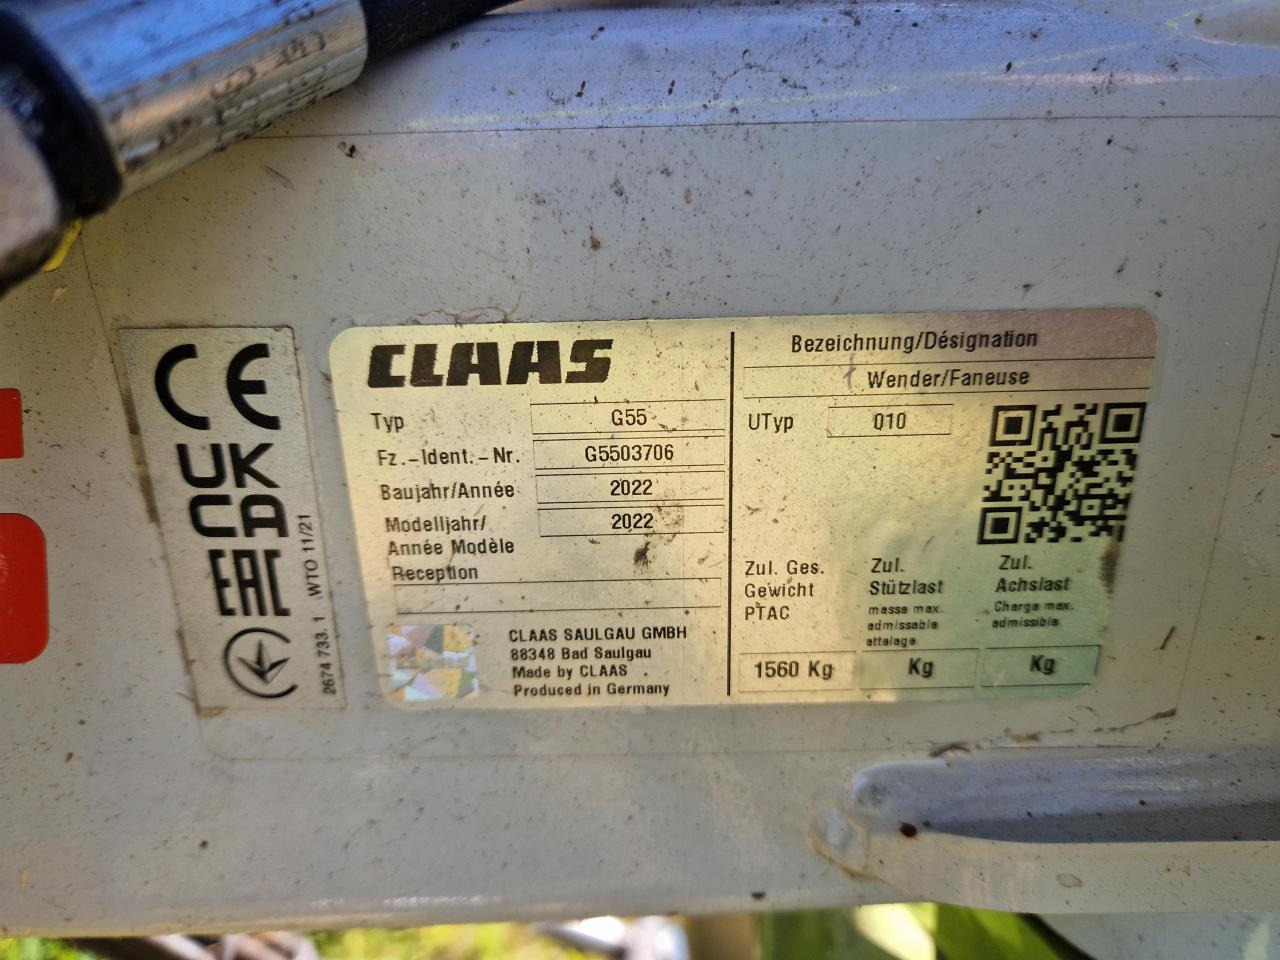 CE
UK
CA
EAC
2674 733. 1 WTO 11/21
CLAAS
Typ G55
Fz.-Ident.-Nr. G5503706
Baujahr/Année 2022
Modelljahr/ 2022
Année Modèle
Reception
CLAAS SAULGAU GMBH
88348 Bad Saulgau
Made by CLAAS
Produced in Germany
Bezeichnung/Désignation
Wender/Faneuse
UTyp 010
Zul. Ges.
Gewicht
PTAC
1560 Kg
Zul.
Stützlast
massa max.
admissable
attalaga
Kg
Zul.
Achslast
Charge max.
admissible
Kg